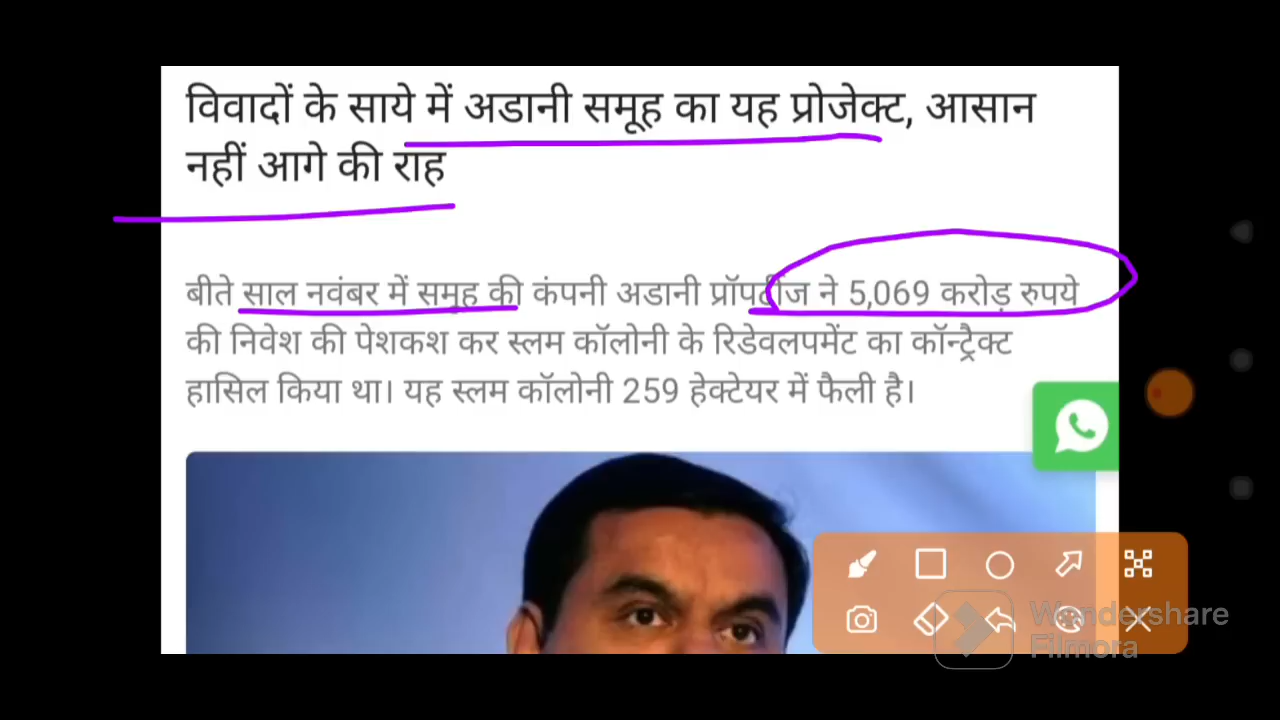 विवादों के साये में अडानी समूह का यह प्रोजेक्ट, आसान
नहीं आगे की राह
बीते साल नवंबर में समूह की कंपनी अडानी प्रॉपर्टीज ने 5,069 करोड़ रुपये
की निवेश की पेशकश कर स्लम कॉलोनी के रिडेवलपमेंट का कॉन्ट्रैक्ट
हासिल किया था। यह स्लम कॉलोनी 259 हेक्टेयर में फैली है।
Wondershare
Filmora